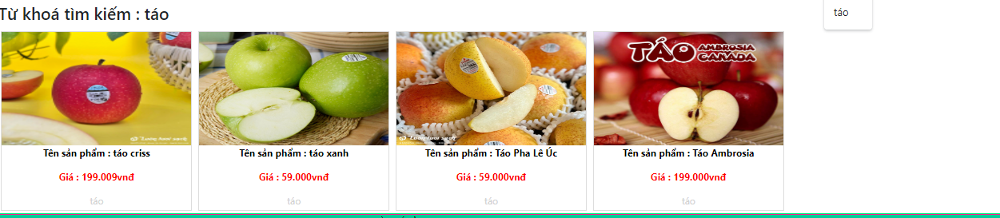 Từ khoá tìm kiếm : táo
táo
TÁO AMBROSIA
CANADA
Tên sản phẩm : táo criss
Giá : 199.009vnđ
táo
Tên sản phẩm : táo xanh
Giá : 59.000vnđ
táo
Tên sản phẩm : Táo Pha Lê Úc
Giá : 59.000vnđ
táo
Tên sản phẩm : Táo Ambrosia
Giá : 199.000vnđ
táo